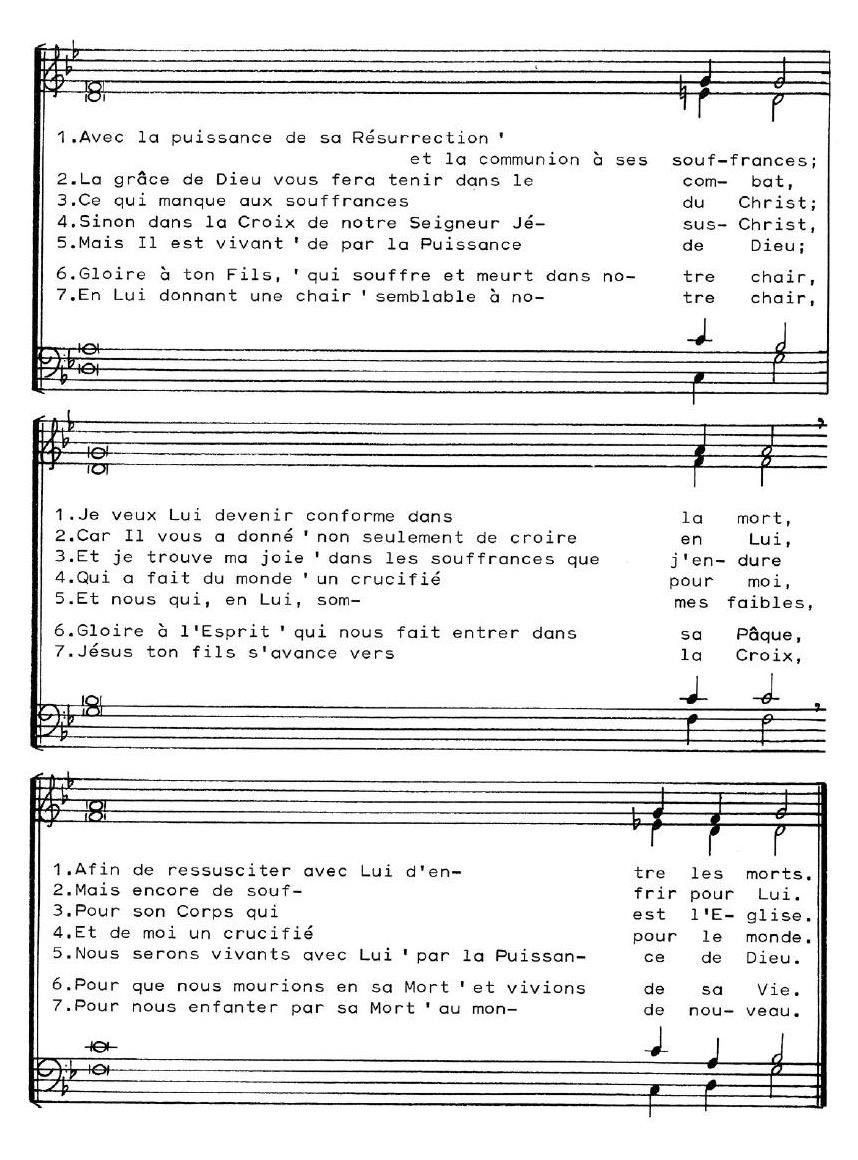 1.Avec la puissance de sa Résurrection '
et la communion à ses souf-frances;
2.La grâce de Dieu vous fera tenir dans le com- bat,
3.Ce qui manque aux souffrances du Christ;
4.Sinon dans la Croix de notre Seigneur Jé- sus- Christ,
5.Mais Il est vivant ' de par la Puissance de Dieu;
6.Gloire à ton Fils, ' qui souffre et meurt dans no- tre chair,
7.En Lui donnant une chair ' semblable à no- tre chair,
1.Je veux Lui devenir conforme dans la mort,
2.Car Il vous a donné ' non seulement de croire en Lui,
3.Et je trouve ma joie ' dans les souffrances que j'en- dure
4.Qui a fait du monde ' un crucifié pour moi,
5.Et nous qui, en Lui, som- mes faibles,
6.Gloire à l'Esprit ' qui nous fait entrer dans sa Pâque,
7.Jésus ton fils s'avance vers la Croix,
1.Afin de ressusciter avec Lui d'en- tre les morts.
2.Mais encore de souf- frir pour Lui.
3.Pour son Corps qui est l'E- glise.
4.Et de moi un crucifié pour le monde.
5.Nous serons vivants avec Lui ' par la Puissan- ce de Dieu.
6.Pour que nous mourions en sa Mort ' et vivions de sa Vie.
7.Pour nous enfanter par sa Mort ' au mon- de nou- veau.